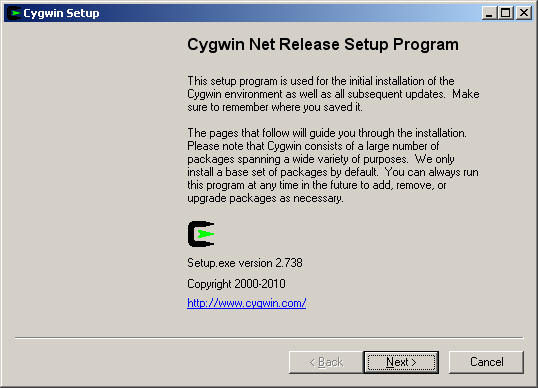 Cygwin Setup
Cygwin Net Release Setup Program
This setup program is used for the initial installation of the
Cygwin environment as well as all subsequent updates.  Make
sure to remember where you saved it.
The pages that follow will guide you through the installation.
Please note that Cygwin consists of a large number of
packages spanning a wide variety of purposes.  We only
install a base set of packages by default.  You can always run
this program at any time in the future to add, remove, or
upgrade packages as necessary.
Setup.exe version 2.738
Copyright 2000-2010
http://www.cygwin.com/
< Back
Next >
Cancel